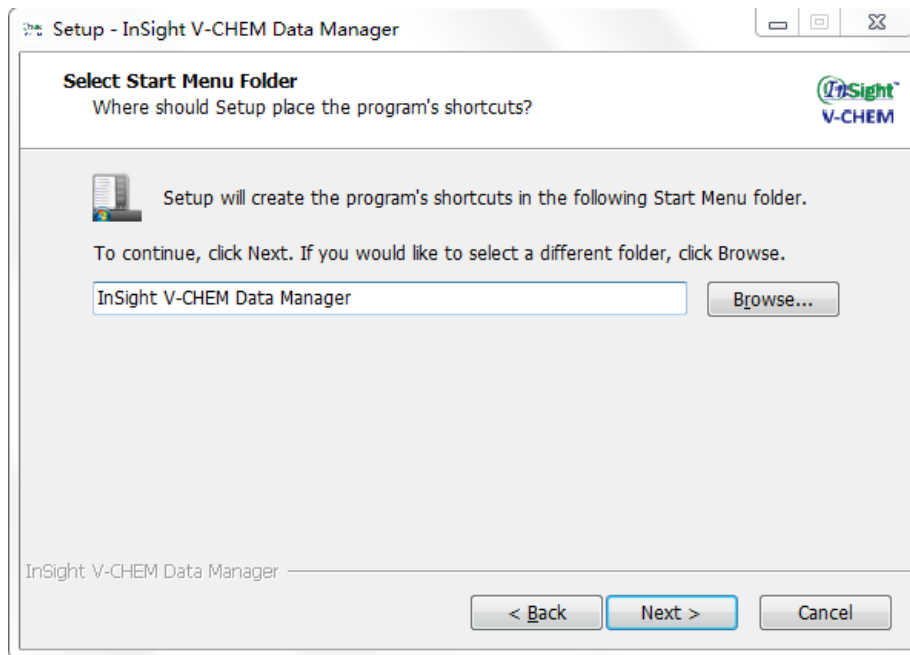 Setup - InSight V-CHEM Data Manager
Select Start Menu Folder
Where should Setup place the program's shortcuts?
InSight™
V-CHEM
Setup will create the program's shortcuts in the following Start Menu folder.
To continue, click Next. If you would like to select a different folder, click Browse.
InSight V-CHEM Data Manager
Browse...
InSight V-CHEM Data Manager
< Back
Next >
Cancel